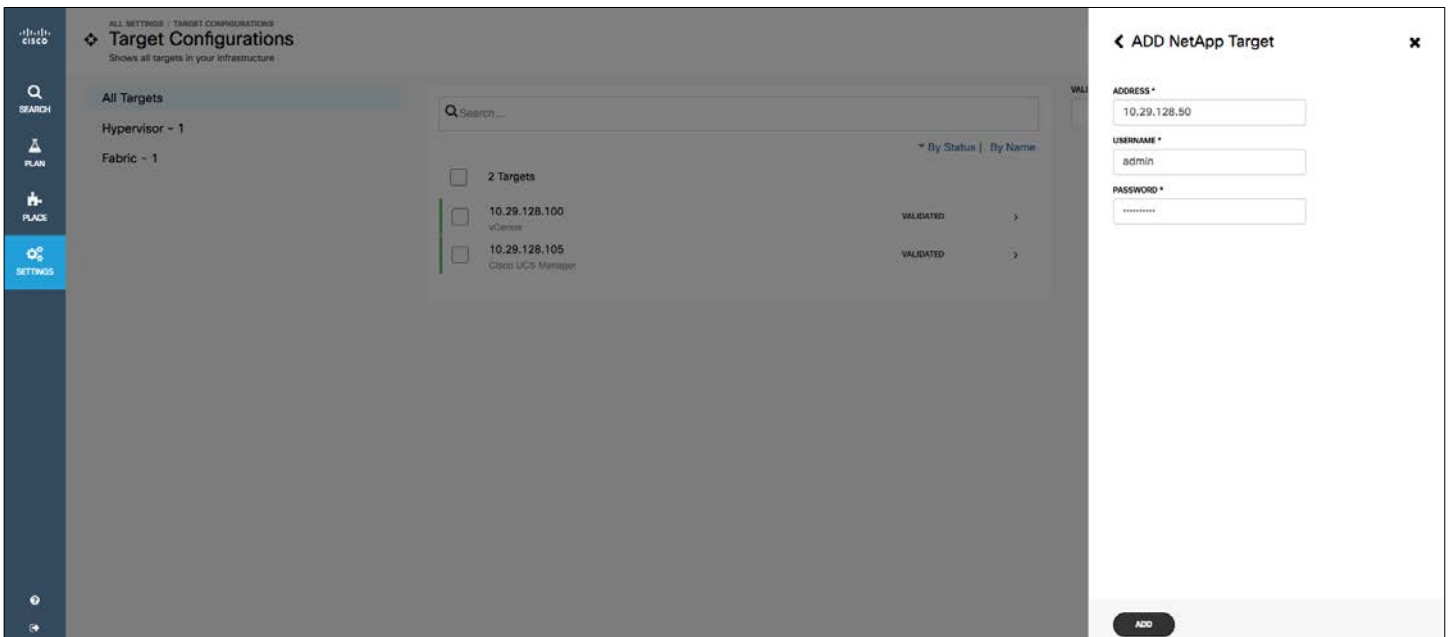 CISCO
SEARCH
PLAN
PLACE
SETTINGS
ALL SETTINGS / TARGET CONFIGURATIONS
Target Configurations
Shows all targets in your infrastructure
All Targets
Hypervisor - 1
Fabric - 1
Search...
By Status | By Name
2 Targets
10.29.128.100
vCenter
VALIDATED
10.29.128.105
Cisco UCS Manager
VALIDATED
VALI
ADD NetApp Target
ADDRESS *
10.29.128.50
USERNAME *
admin
PASSWORD *
••••••••••
ADD